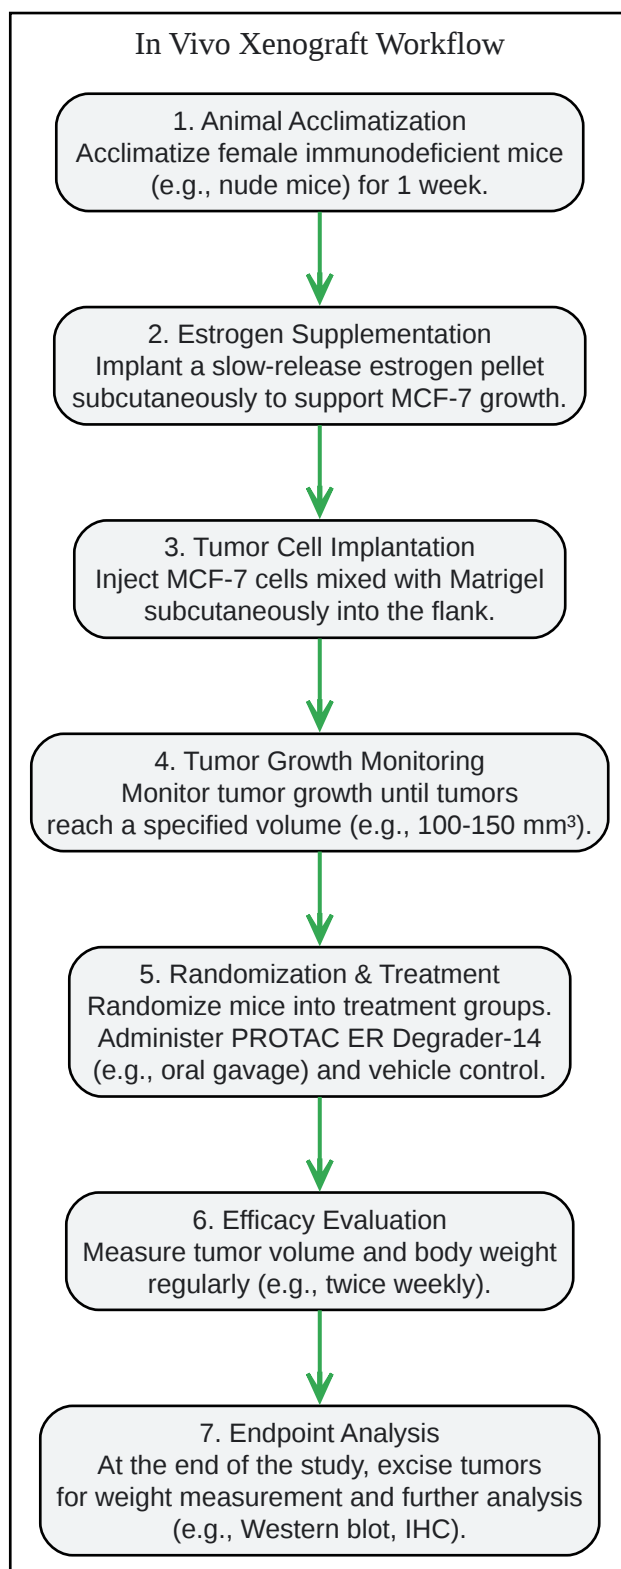 In Vivo Xenograft Workflow
1. Animal Acclimatization
Acclimatize female immunodeficient mice
(e.g., nude mice) for 1 week.
2. Estrogen Supplementation
Implant a slow-release estrogen pellet
subcutaneously to support MCF-7 growth.
3. Tumor Cell Implantation
Inject MCF-7 cells mixed with Matrigel
subcutaneously into the flank.
4. Tumor Growth Monitoring
Monitor tumor growth until tumors
reach a specified volume (e.g., 100-150 mm³).
5. Randomization & Treatment
Randomize mice into treatment groups.
Administer PROTAC ER Degrader-14
(e.g., oral gavage) and vehicle control.
6. Efficacy Evaluation
Measure tumor volume and body weight
regularly (e.g., twice weekly).
7. Endpoint Analysis
At the end of the study, excise tumors
for weight measurement and further analysis
(e.g., Western blot, IHC).